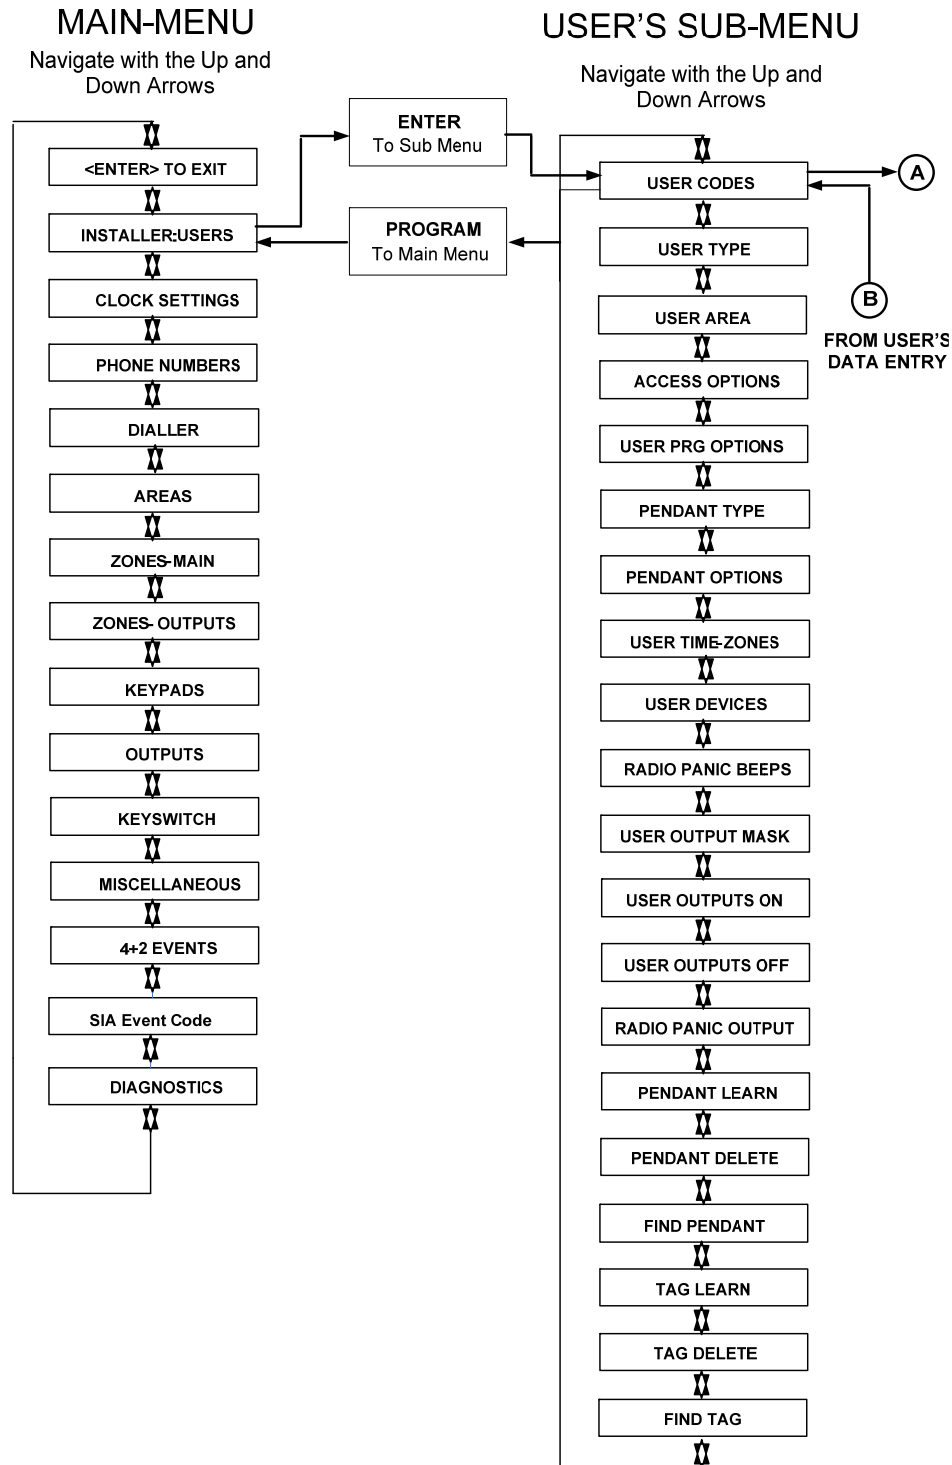 MAIN-MENU
Navigate with the Up and
Down Arrows
<ENTER> TO EXIT
INSTALLER:USERS
CLOCK SETTINGS
PHONE NUMBERS
DIALLER
AREAS
ZONES-MAIN
ZONES- OUTPUTS
KEYPADS
OUTPUTS
KEYSWITCH
MISCELLANEOUS
4+2 EVENTS
SIA Event Code
DIAGNOSTICS
ENTER
To Sub Menu
PROGRAM
To Main Menu
USER'S SUB-MENU
Navigate with the Up and
Down Arrows
USER CODES
USER TYPE
USER AREA
ACCESS OPTIONS
USER PRG OPTIONS
PENDANT TYPE
PENDANT OPTIONS
USER TIME-ZONES
USER DEVICES
RADIO PANIC BEEPS
USER OUTPUT MASK
USER OUTPUTS ON
USER OUTPUTS OFF
RADIO PANIC OUTPUT
PENDANT LEARN
PENDANT DELETE
FIND PENDANT
TAG LEARN
TAG DELETE
FIND TAG
A
B
FROM USER'S
DATA ENTRY